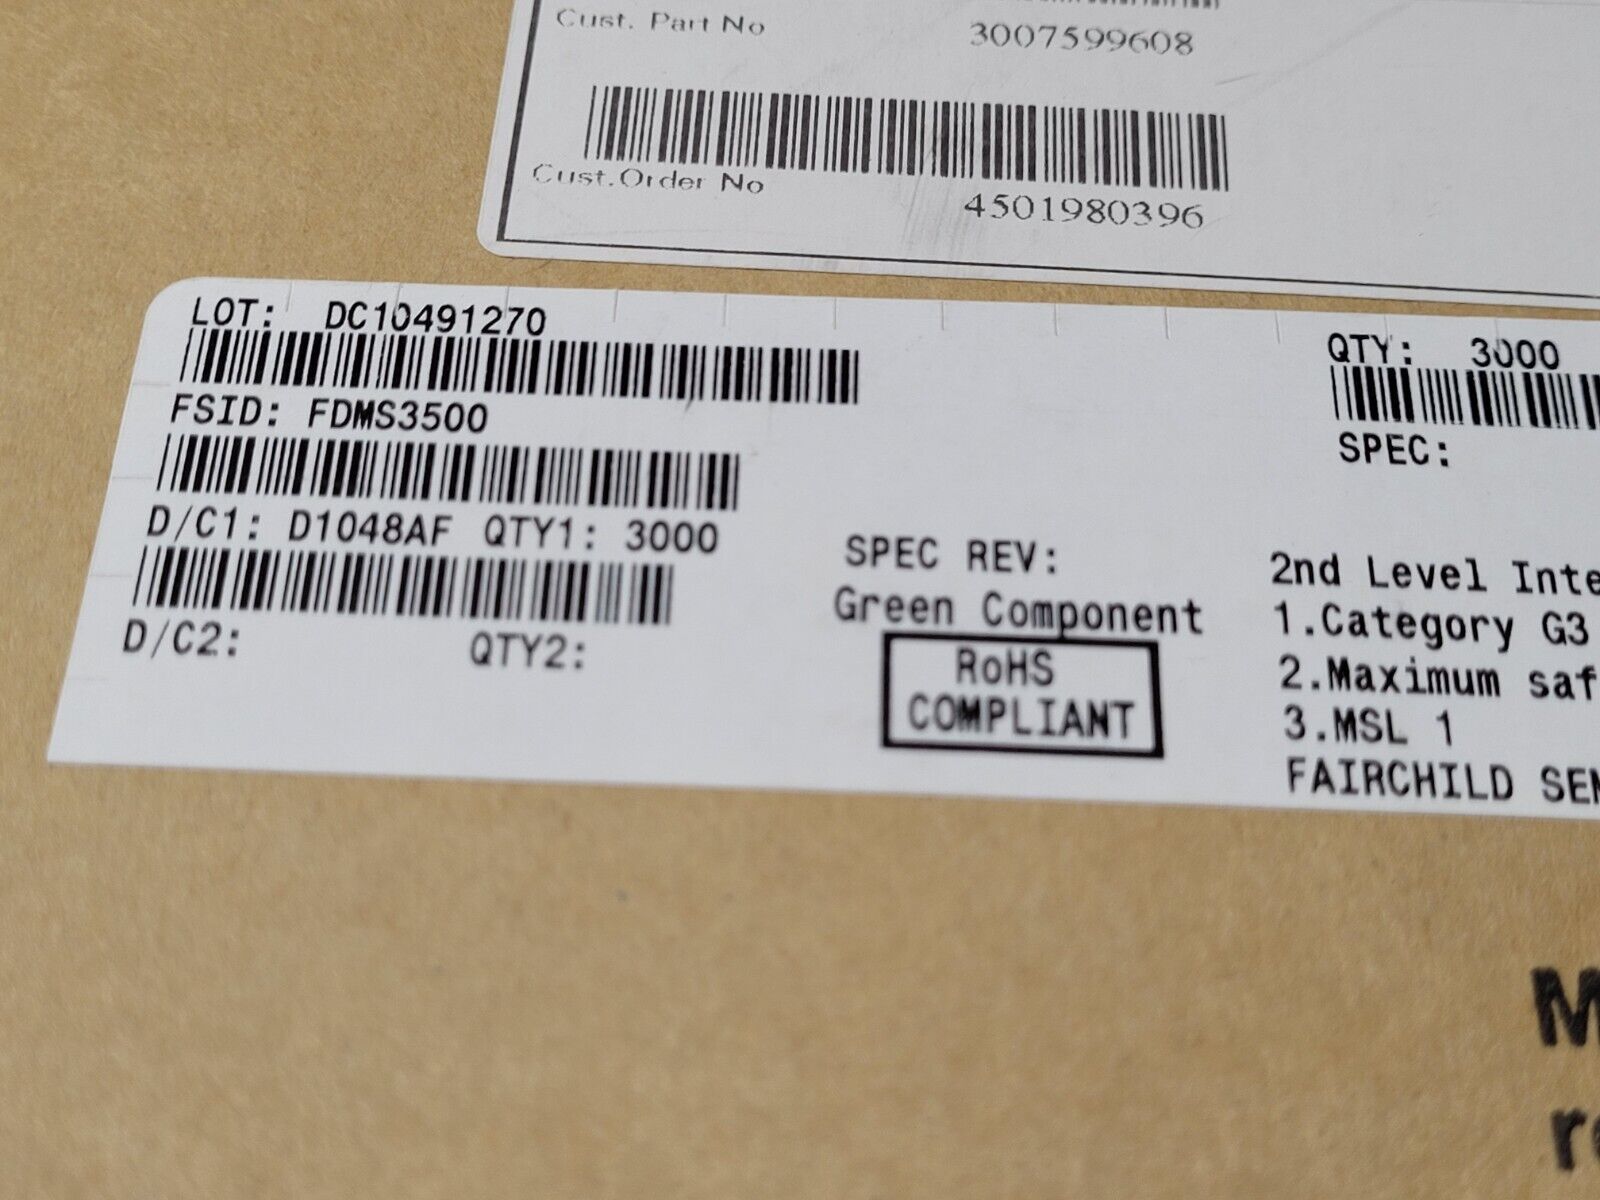 Cust. Part No 3007599608
Cust.Order No 4501980396
LOT: DC10491270
QTY: 3000
FSID: FDMS3500
SPEC:
D/C1: D1048AF QTY1: 3000
SPEC REV:
D/C2: QTY2:
Green Component
RoHS
COMPLIANT
2nd Level Inte
1.Category G3
2.Maximum saf
3.MSL 1
FAIRCHILD SEM
M
re